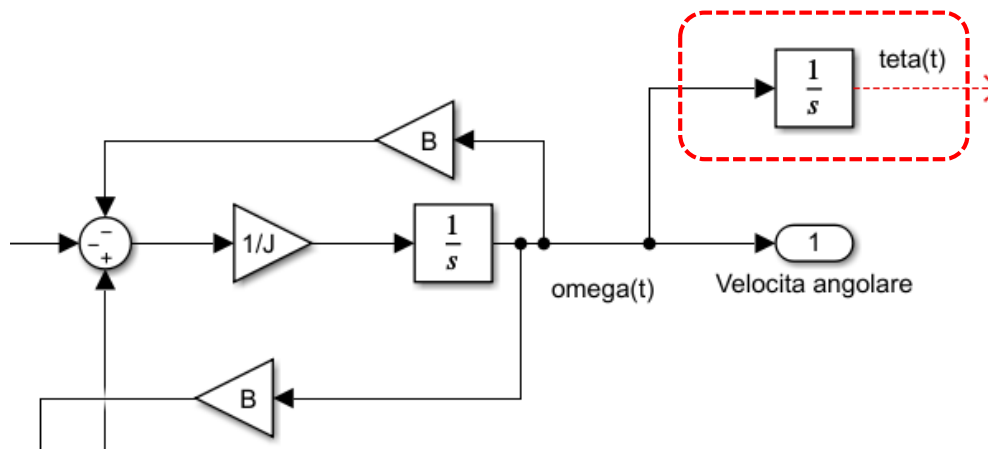 teta(t)
1
s
B
−
−
+
1/J
1
s
1
omega(t)
Velocita angolare
B